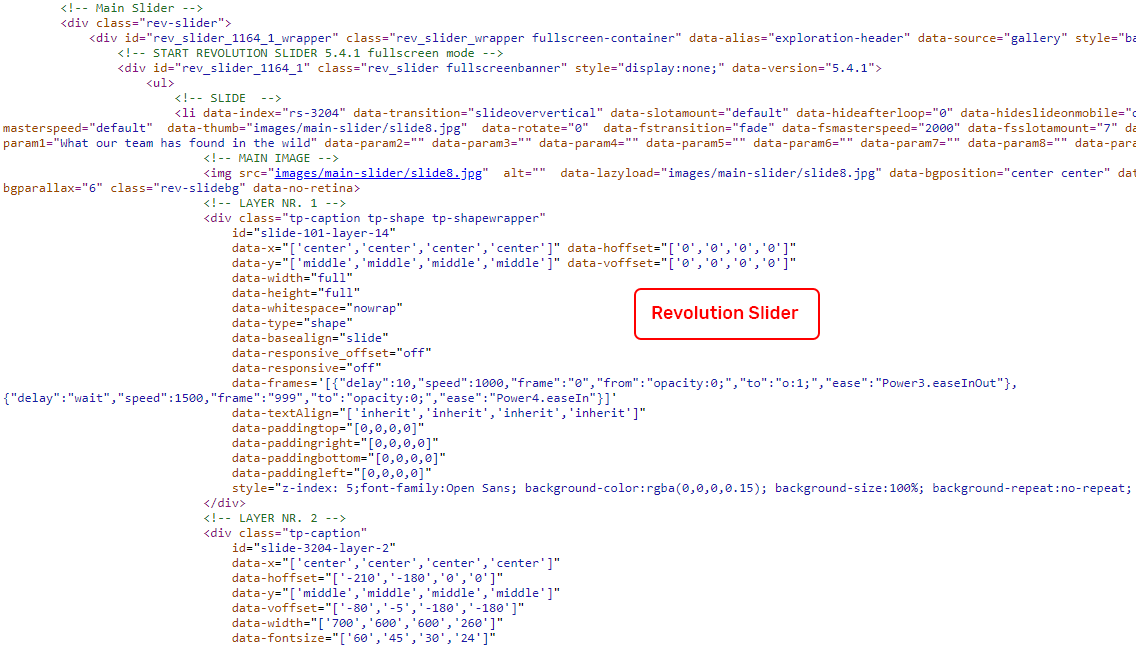 <!-- Main Slider -->
<div class="rev-slider">
<div id="rev_slider_1164_1_wrapper" class="rev_slider_wrapper fullscreen-container" data-alias="exploration-header" data-source="gallery" style="ba
<!-- START REVOLUTION SLIDER 5.4.1 fullscreen mode -->
<div id="rev_slider_1164_1" class="rev_slider fullscreenbanner" style="display:none;" data-version="5.4.1">
<ul>
<!-- SLIDE  -->
<li data-index="rs-3204" data-transition="slideoververtical" data-slotamount="default" data-hideafterloop="0" data-hideslideonmobile="
masterspeed="default"  data-thumb="images/main-slider/slide8.jpg"  data-rotate="0"  data-fstransition="fade" data-fsmasterspeed="2000" data-fsslotamount="7" da
param1="What our team has found in the wild" data-param2="" data-param3="" data-param4="" data-param5="" data-param6="" data-param7="" data-param8="" data-para
<!-- MAIN IMAGE -->
<img src="images/main-slider/slide8.jpg"  alt=""  data-lazyload="images/main-slider/slide8.jpg" data-bgposition="center center" dat
bgparallax="6" class="rev-slidebg" data-no-retina>
<!-- LAYER NR. 1 -->
<div class="tp-caption tp-shape tp-shapewrapper"
id="slide-101-layer-14"
data-x="['center','center','center','center']" data-hoffset="['0','0','0','0']"
data-y="['middle','middle','middle','middle']" data-voffset="['0','0','0','0']"
data-width="full"
data-height="full"
data-whitespace="nowrap"
Revolution Slider
data-type="shape"
data-basealign="slide"
data-responsive_offset="off"
data-responsive="off"
data-frames='[{"delay":10,"speed":1000,"frame":"0","from":"opacity:0;","to":"o:1;","ease":"Power3.easeInOut"},
{"delay":"wait","speed":1500,"frame":"999","to":"opacity:0;","ease":"Power4.easeIn"}]'
data-textAlign="['inherit','inherit','inherit','inherit']"
data-paddingtop="[0,0,0,0]"
data-paddingright="[0,0,0,0]"
data-paddingbottom="[0,0,0,0]"
data-paddingleft="[0,0,0,0]"
style="z-index: 5;font-family:Open Sans; background-color:rgba(0,0,0,0.15); background-size:100%; background-repeat:no-repeat;
</div>
<!-- LAYER NR. 2 -->
<div class="tp-caption"
id="slide-3204-layer-2"
data-x="['center','center','center','center']"
data-hoffset="['-210','-180','0','0']"
data-y="['middle','middle','middle','middle']"
data-voffset="['-80','-5','-180','-180']"
data-width="['700','600','600','260']"
data-fontsize="['60','45','30','24']"